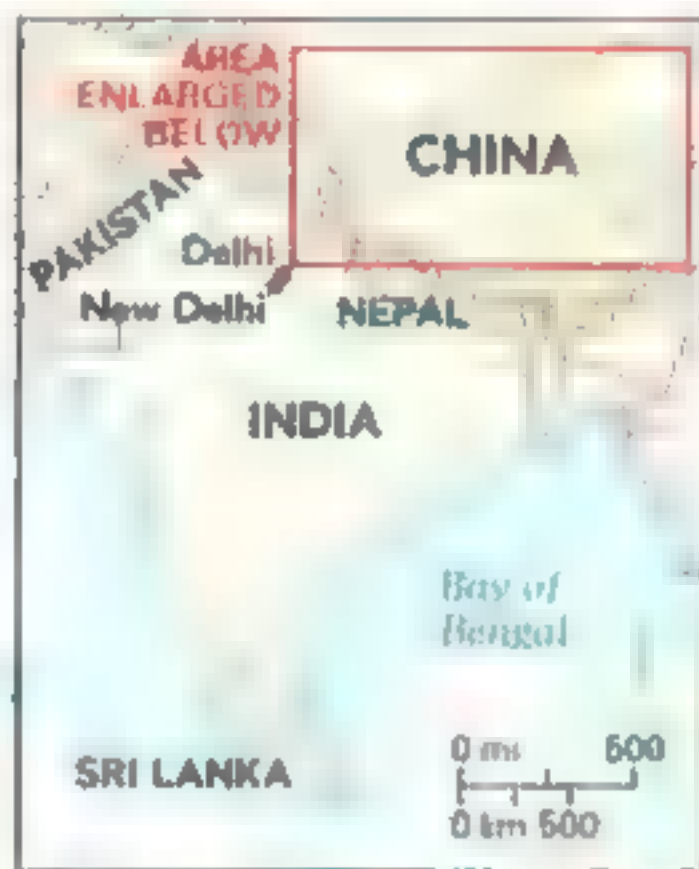 AREA
ENLARGED
BELOW
CHINA
PAKISTAN
Delhi
New Delhi
NEPAL
INDIA
Bay of
Bengal
SRI LANKA
0 mi 500
0 km 500